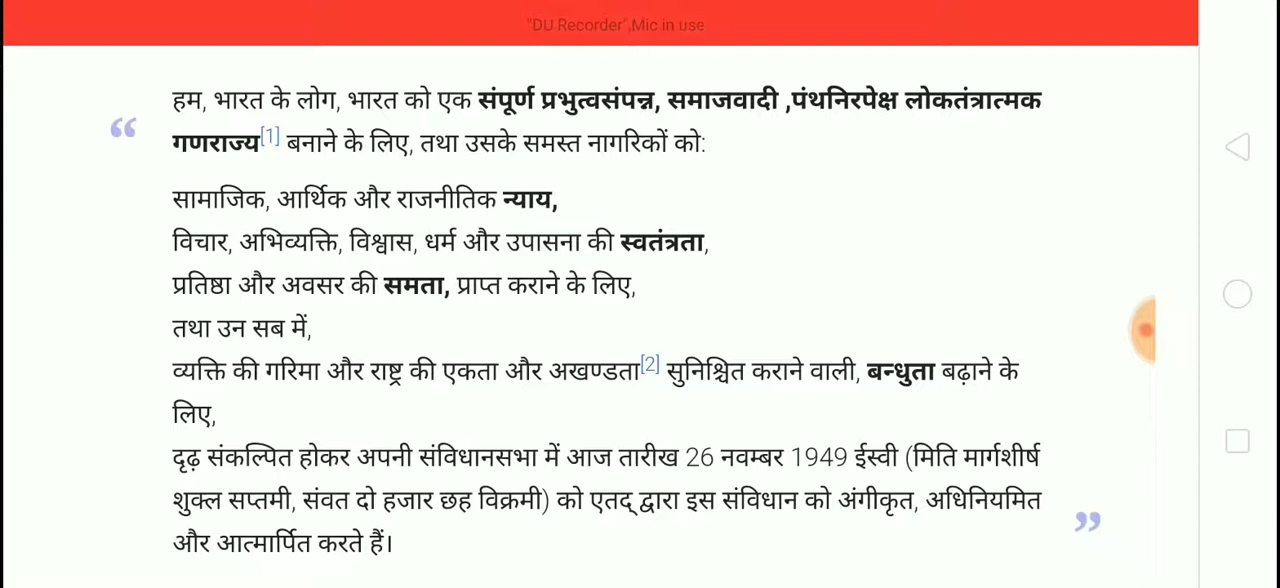 "DU Recorder",Mic in use
हम, भारत के लोग, भारत को एक संपूर्ण प्रभुत्वसंपन्न, समाजवादी ,पंथनिरपेक्ष लोकतंत्रात्मक
गणराज्य[1] बनाने के लिए, तथा उसके समस्त नागरिकों को:
सामाजिक, आर्थिक और राजनीतिक न्याय,
विचार, अभिव्यक्ति, विश्वास, धर्म और उपासना की स्वतंत्रता,
प्रतिष्ठा और अवसर की समता, प्राप्त कराने के लिए,
तथा उन सब में,
व्यक्ति की गरिमा और राष्ट्र की एकता और अखण्डता[2] सुनिश्चित कराने वाली, बन्धुता बढ़ाने के
लिए,
दृढ़ संकल्पित होकर अपनी संविधानसभा में आज तारीख 26 नवम्बर 1949 ईस्वी (मिति मार्गशीर्ष
शुक्ल सप्तमी, संवत दो हजार छह विक्रमी) को एतद् द्वारा इस संविधान को अंगीकृत, अधिनियमित
और आत्मार्पित करते हैं।